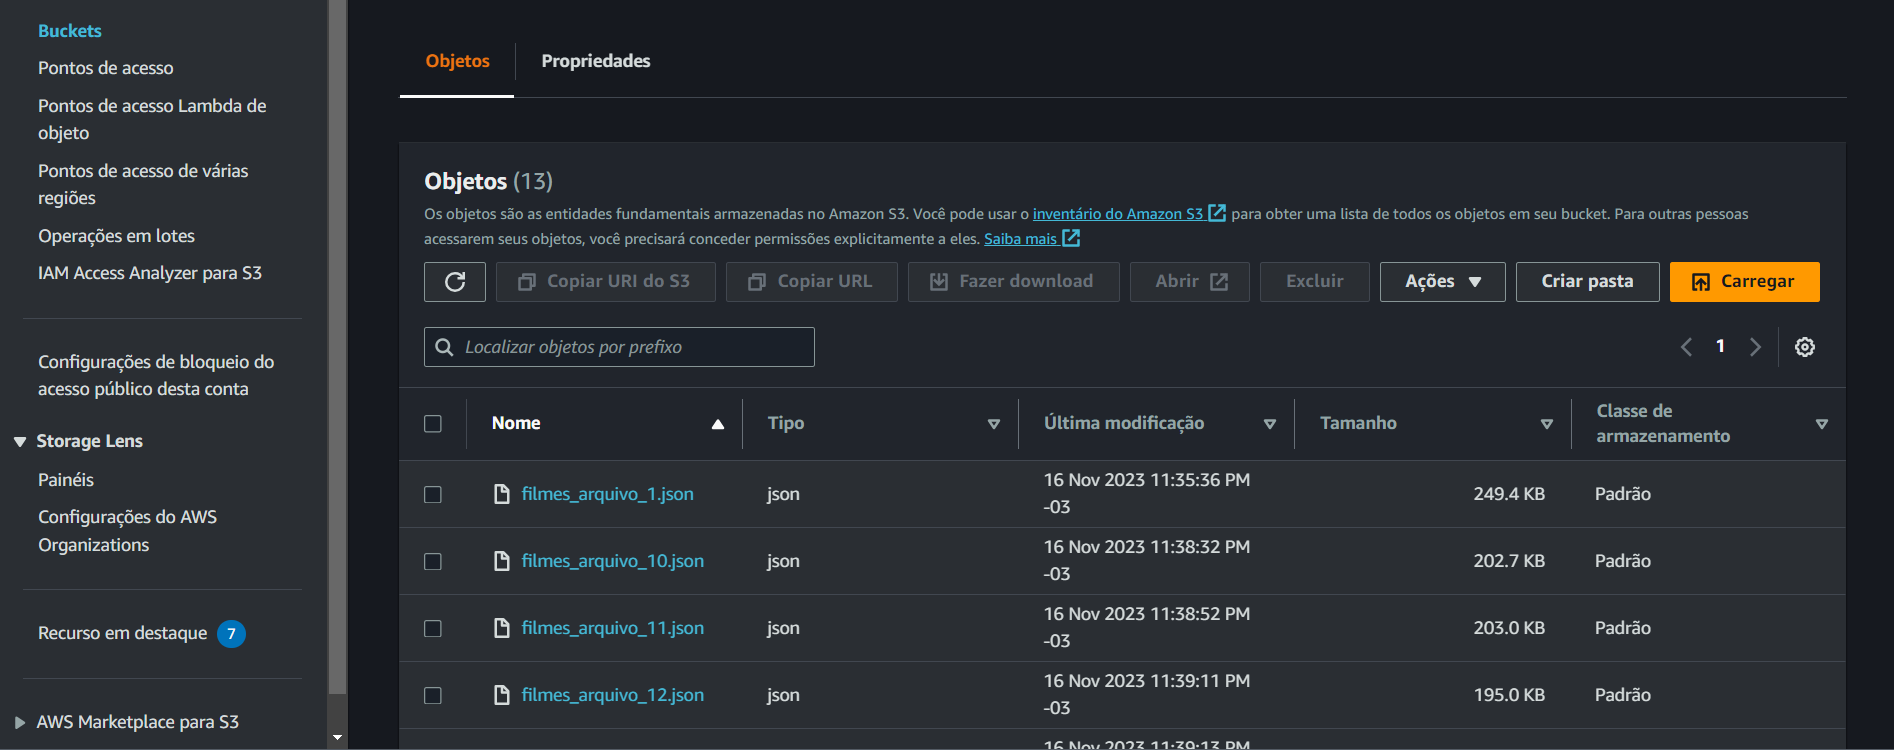 Buckets
Pontos de acesso
Pontos de acesso Lambda de
objeto
Pontos de acesso de várias
regiões
Operações em lotes
IAM Access Analyzer para S3
Configurações de bloqueio do
acesso público desta conta
Storage Lens
Painéis
Configurações do AWS
Organizations
Recurso em destaque 7
AWS Marketplace para S3
Objetos Propriedades
Objetos (13)
Os objetos são as entidades fundamentais armazenadas no Amazon S3. Você pode usar o inventário do Amazon S3 para obter uma lista de todos os objetos em seu bucket. Para outras pessoas
acessarem seus objetos, você precisará conceder permissões explicitamente a eles. Saiba mais
Copiar URI do S3 Copiar URL Fazer download Abrir Excluir Ações Criar pasta Carregar
Localizar objetos por prefixo 1
Nome Tipo Última modificação Tamanho Classe de
armazenamento
filmes_arquivo_1.json json 16 Nov 2023 11:35:36 PM 249.4 KB Padrão
-03
filmes_arquivo_10.json json 16 Nov 2023 11:38:32 PM 202.7 KB Padrão
-03
filmes_arquivo_11.json json 16 Nov 2023 11:38:52 PM 203.0 KB Padrão
-03
filmes_arquivo_12.json json 16 Nov 2023 11:39:11 PM 195.0 KB Padrão
-03
16 Nov 2023 11:39:13 PM